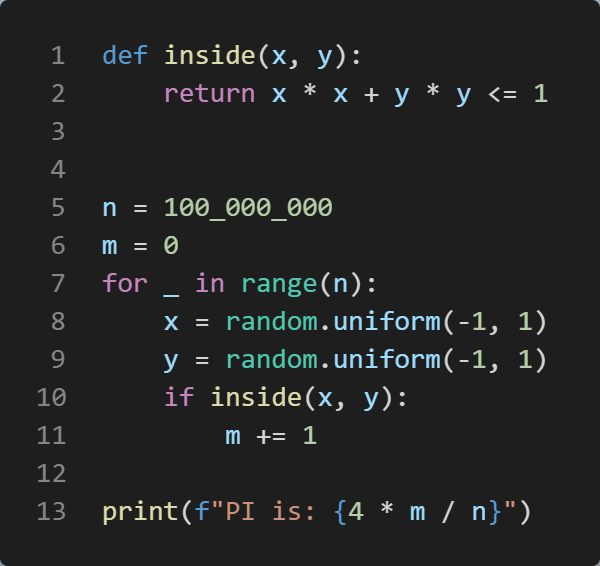 1 def inside(x, y):
2     return x * x + y * y <= 1
3
4
5 n = 100_000_000
6 m = 0
7 for _ in range(n):
8     x = random.uniform(-1, 1)
9     y = random.uniform(-1, 1)
10     if inside(x, y):
11         m += 1
12
13 print(f"PI is: {4 * m / n}")